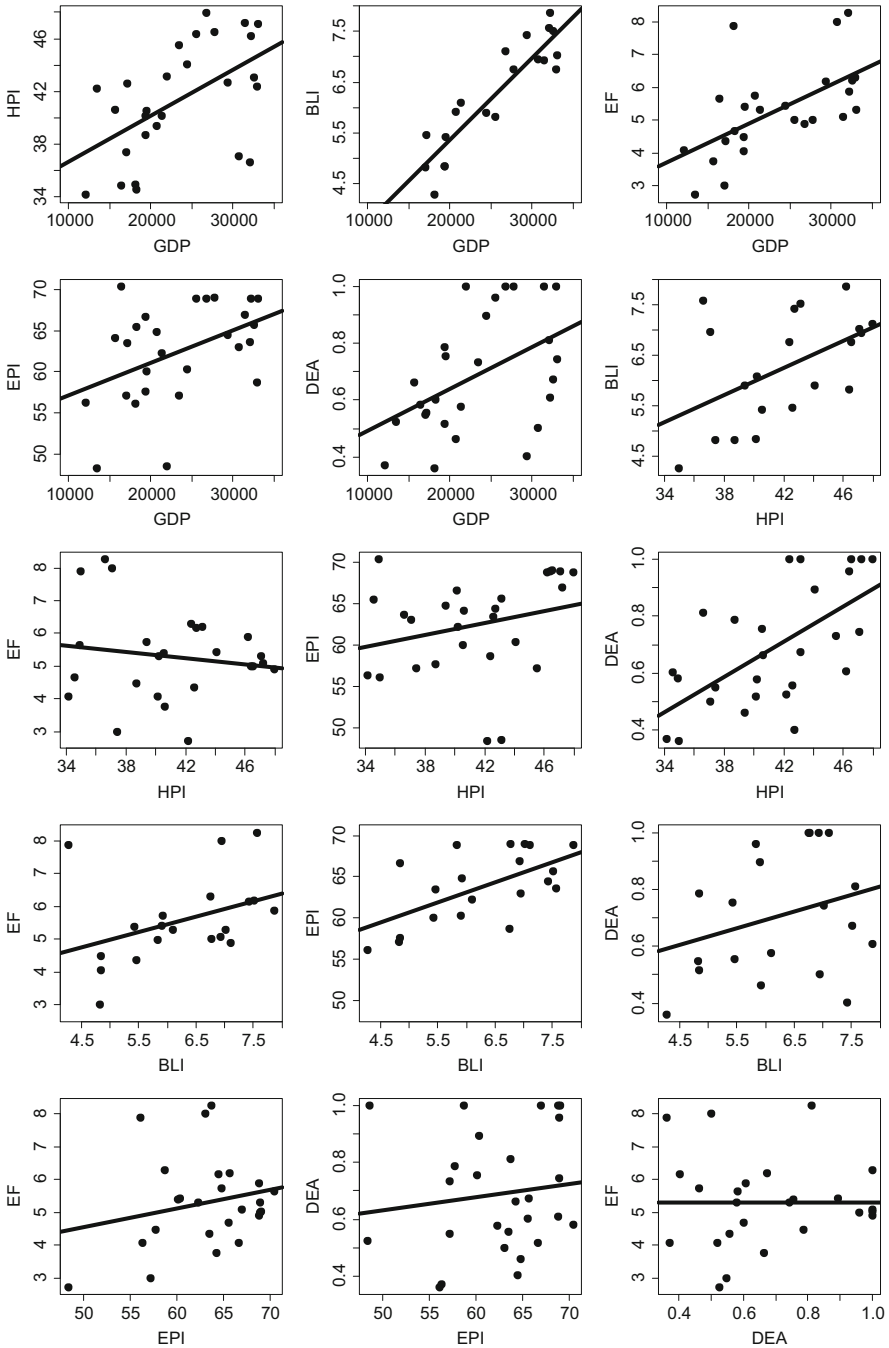 HPI
34 38 42 46
10000 20000 30000
GDP
BLI
4.5 5.5 6.5 7.5
10000 20000 30000
GDP
EF
3 4 5 6 7 8
10000 20000 30000
GDP
EPI
50 55 60 65 70
10000 20000 30000
GDP
DEA
0.4 0.6 0.8 1.0
10000 20000 30000
GDP
BLI
4.5 5.5 6.5 7.5
34 38 42 46
HPI
EF
3 4 5 6 7 8
34 38 42 46
HPI
EPI
50 55 60 65 70
34 38 42 46
HPI
DEA
0.4 0.6 0.8 1.0
34 38 42 46
HPI
EF
3 4 5 6 7 8
4.5 5.5 6.5 7.5
BLI
EPI
50 55 60 65 70
4.5 5.5 6.5 7.5
BLI
DEA
0.4 0.6 0.8 1.0
4.5 5.5 6.5 7.5
BLI
EF
3 4 5 6 7 8
50 55 60 65 70
EPI
DEA
0.4 0.6 0.8 1.0
50 55 60 65 70
EPI
EF
3 4 5 6 7 8
0.4 0.6 0.8 1.0
DEA